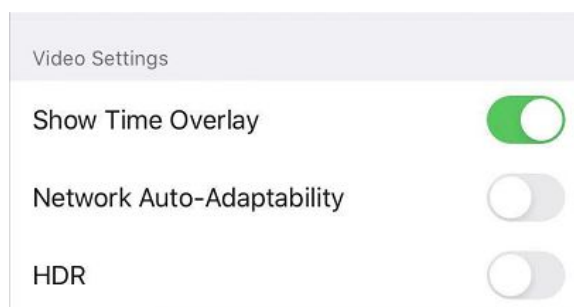 Video Settings
Show Time Overlay
Network Auto-Adaptability
HDR